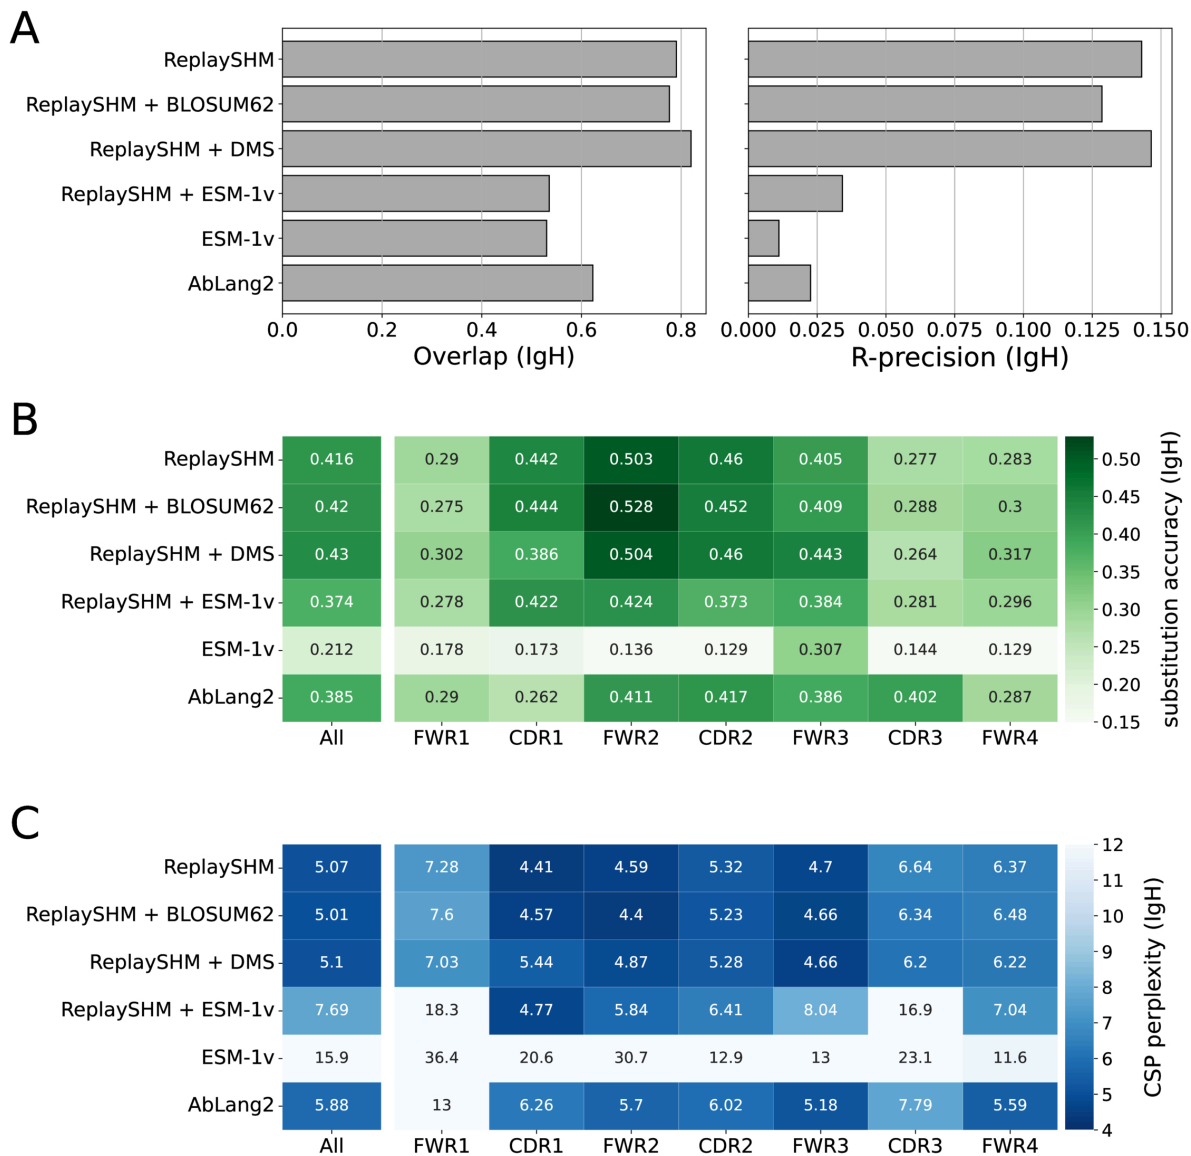 A
ReplaySHM
ReplaySHM + BLOSUM62
ReplaySHM + DMS
ReplaySHM + ESM-1v
ESM-1v
AbLang2
0.0 0.2 0.4 0.6 0.8
Overlap (IgH)
0.000 0.025 0.050 0.075 0.100 0.125 0.150
R-precision (IgH)
B
ReplaySHM 0.416 0.29 0.442 0.503 0.46 0.405 0.277 0.283
ReplaySHM + BLOSUM62 0.42 0.275 0.444 0.528 0.452 0.409 0.288 0.3
ReplaySHM + DMS 0.43 0.302 0.386 0.504 0.46 0.443 0.264 0.317
ReplaySHM + ESM-1v 0.374 0.278 0.422 0.424 0.373 0.384 0.281 0.296
ESM-1v 0.212 0.178 0.173 0.136 0.129 0.307 0.144 0.129
AbLang2 0.385 0.29 0.262 0.411 0.417 0.386 0.402 0.287
All FWR1 CDR1 FWR2 CDR2 FWR3 CDR3 FWR4
0.50
0.45
0.40
0.35
0.30
0.25
0.20
0.15
substitution accuracy (IgH)
C
ReplaySHM 5.07 7.28 4.41 4.59 5.32 4.7 6.64 6.37
ReplaySHM + BLOSUM62 5.01 7.6 4.57 4.4 5.23 4.66 6.34 6.48
ReplaySHM + DMS 5.1 7.03 5.44 4.87 5.28 4.66 6.2 6.22
ReplaySHM + ESM-1v 7.69 18.3 4.77 5.84 6.41 8.04 16.9 7.04
ESM-1v 15.9 36.4 20.6 30.7 12.9 13 23.1 11.6
AbLang2 5.88 13 6.26 5.7 6.02 5.18 7.79 5.59
All FWR1 CDR1 FWR2 CDR2 FWR3 CDR3 FWR4
12
11
10
9
8
7
6
5
4
CSP perplexity (IgH)